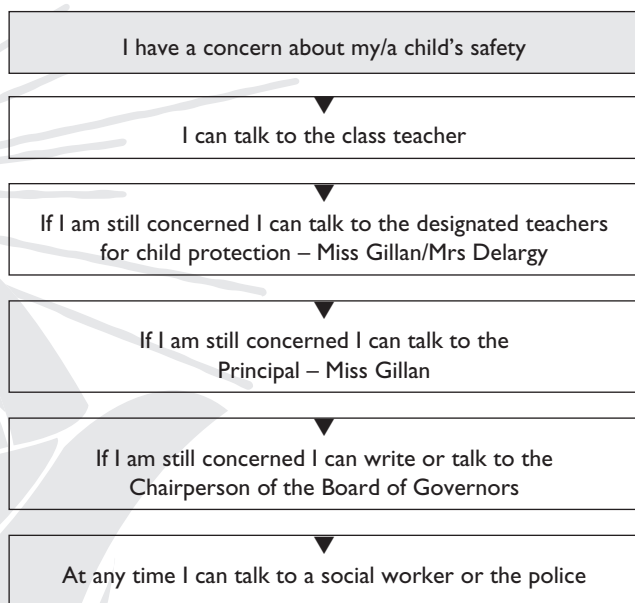 I have a concern about my/a child's safety
I can talk to the class teacher
If I am still concerned I can talk to the designated teachers
for child protection – Miss Gillan/Mrs Delargy
If I am still concerned I can talk to the
Principal – Miss Gillan
If I am still concerned I can write or talk to the
Chairperson of the Board of Governors
At any time I can talk to a social worker or the police